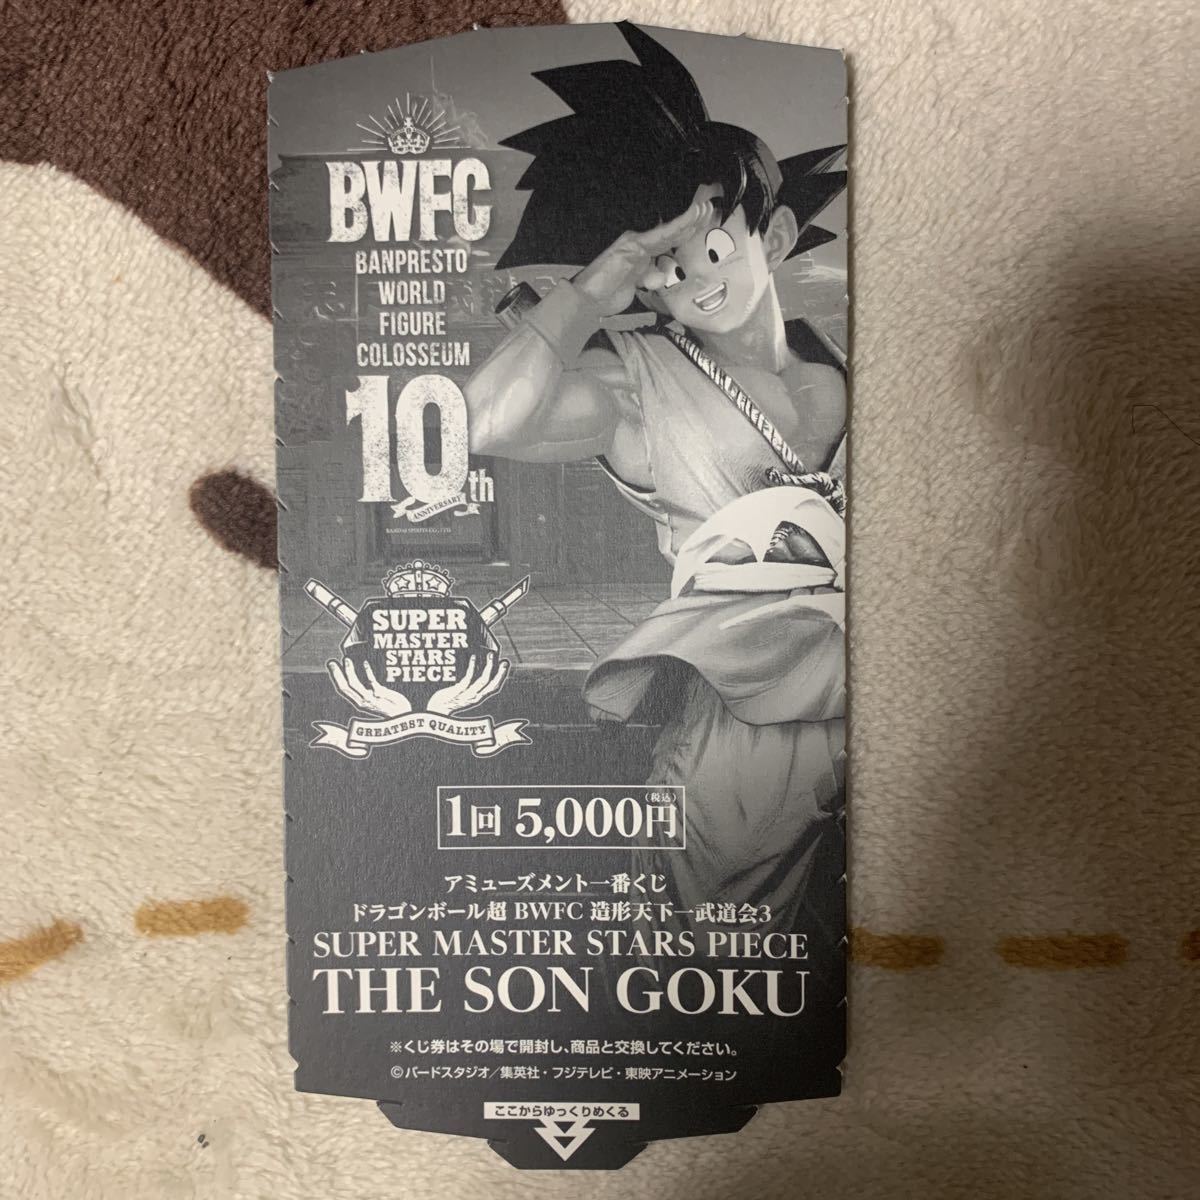 BWFC
BANPRESTO
WORLD
FIGURE
COLOSSEUM
10th
ANNIVERSARY
SUPER
MASTER
STARS
PIECE
GREATEST QUALITY
1回 5,000円(税込)
アミューズメント一番くじ
ドラゴンボール超 BWFC 造形天下一武道会3
SUPER MASTER STARS PIECE
THE SON GOKU
※くじ券はその場で開封し、商品と交換してください。
©バードスタジオ/集英社・フジテレビ・東映アニメーション
ここからゆっくりめくる